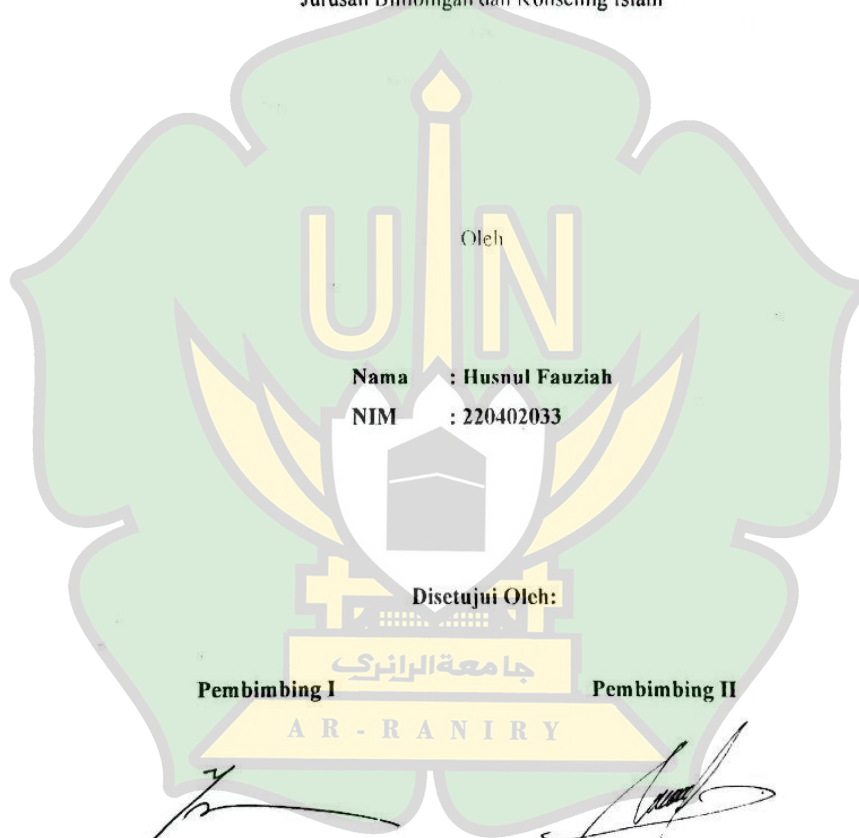 Jurusan Bimbingan dan Konseling Islam
UIN
Oleh
Nama : Husnul Fauziah
NIM : 220402033
Disetujui Oleh:
جامعة الرانري
Pembimbing I Pembimbing II
AR-RANIRY